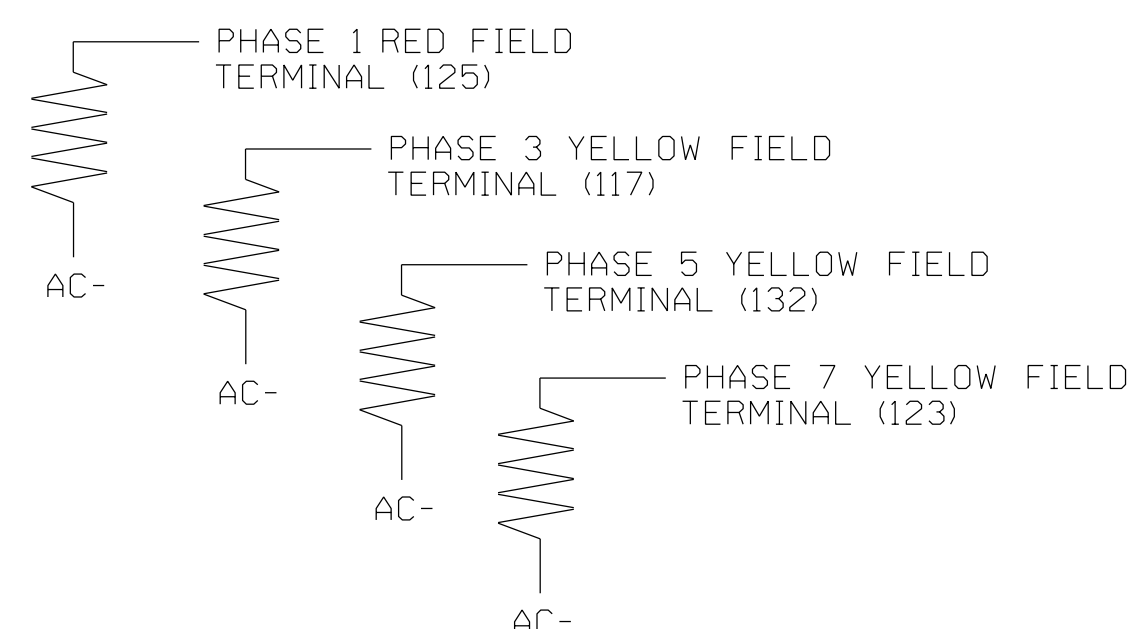 PHASE 1 RED FIELD
TERMINAL (125)
AC-
PHASE 3 YELLOW FIELD
TERMINAL (117)
AC-
PHASE 5 YELLOW FIELD
TERMINAL (132)
AC-
PHASE 7 YELLOW FIELD
TERMINAL (123)
AC-